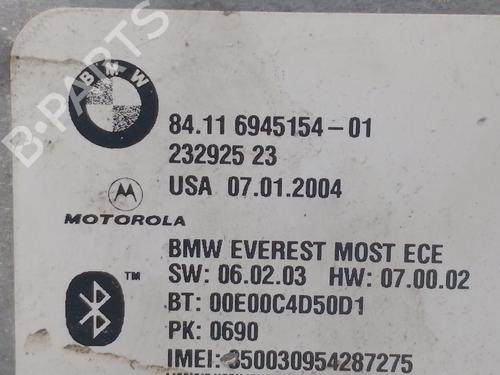 BMW
84.11 6945154-01
232925 23
USA 07.01.2004
MOTOROLA
BMW EVEREST MOST ECE
TM SW: 06.02.03 HW: 07.00.02
BT: 00E00C4D50D1
PK: 0690
IMEI: 350030954287275
B-PARTS